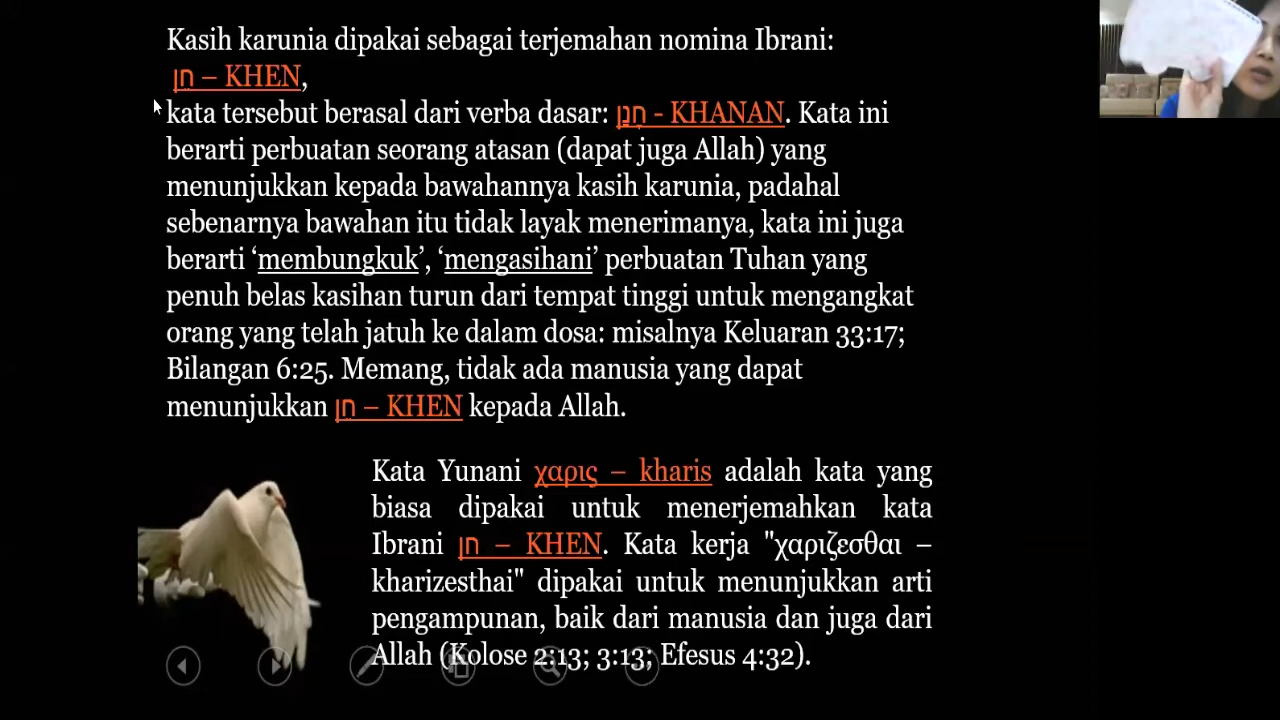 Kasih karunia dipakai sebagai terjemahan nomina Ibrani:
חֵן – KHEN,
kata tersebut berasal dari verba dasar: חָנַן - KHANAN. Kata ini
berarti perbuatan seorang atasan (dapat juga Allah) yang
menunjukkan kepada bawahannya kasih karunia, padahal
sebenarnya bawahan itu tidak layak menerimanya, kata ini juga
berarti ‘membungkuk’, ‘mengasihani’ perbuatan Tuhan yang
penuh belas kasihan turun dari tempat tinggi untuk mengangkat
orang yang telah jatuh ke dalam dosa: misalnya Keluaran 33:17;
Bilangan 6:25. Memang, tidak ada manusia yang dapat
menunjukkan חֵן – KHEN kepada Allah.
Kata Yunani χαρις – kharis adalah kata yang
biasa dipakai untuk menerjemahkan kata
Ibrani חן – KHEN. Kata kerja "χαριζεσθαι –
kharizesthai" dipakai untuk menunjukkan arti
pengampunan, baik dari manusia dan juga dari
Allah (Kolose 2:13; 3:13; Efesus 4:32).